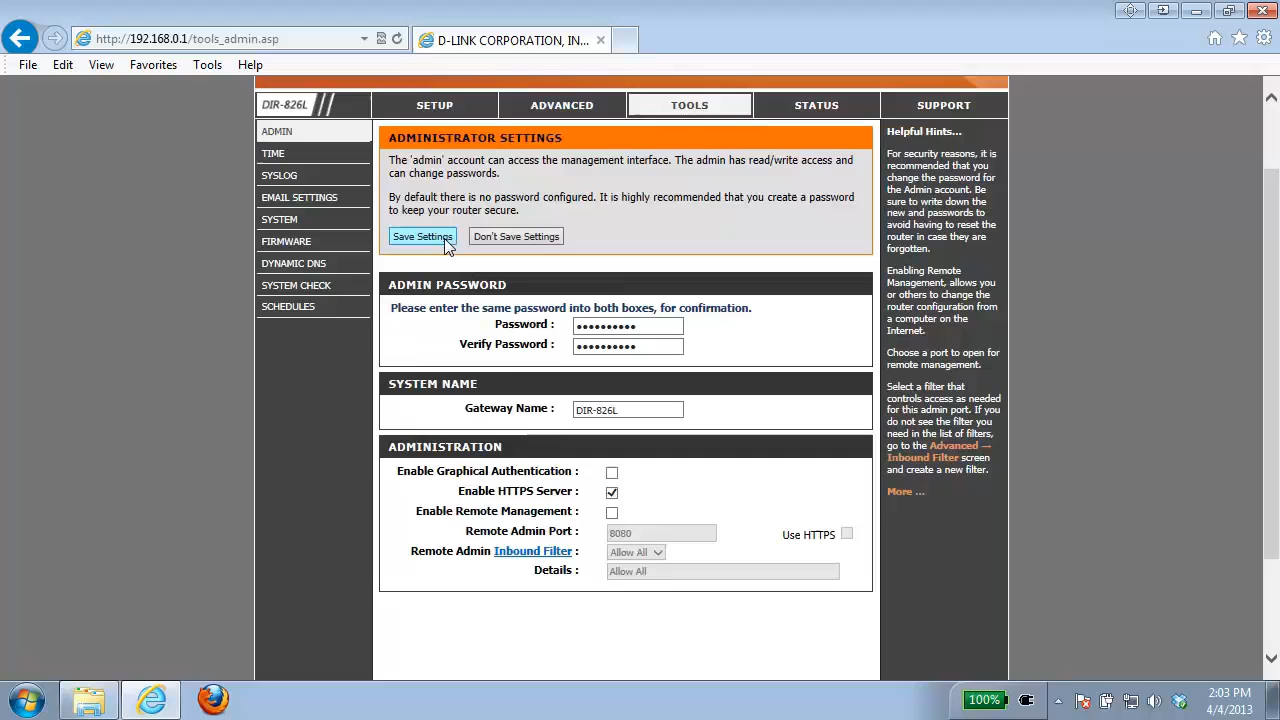 http://192.168.0.1/tools_admin.asp
D-LINK CORPORATION, IN...
File Edit View Favorites Tools Help
DIR-826L
SETUP ADVANCED TOOLS STATUS SUPPORT
ADMIN
TIME
SYSLOG
EMAIL SETTINGS
SYSTEM
FIRMWARE
DYNAMIC DNS
SYSTEM CHECK
SCHEDULES
ADMINISTRATOR SETTINGS
The 'admin' account can access the management interface. The admin has read/write access and
can change passwords.
By default there is no password configured. It is highly recommended that you create a password
to keep your router secure.
Save Settings Don't Save Settings
ADMIN PASSWORD
Please enter the same password into both boxes, for confirmation.
Password : ••••••••••
Verify Password : ••••••••••
SYSTEM NAME
Gateway Name : DIR-826L
ADMINISTRATION
Enable Graphical Authentication :
Enable HTTPS Server :
Enable Remote Management :
Remote Admin Port : 8080 Use HTTPS
Remote Admin Inbound Filter : Allow All
Details : Allow All
Helpful Hints...
For security reasons, it is
recommended that you
change the password for
the Admin account. Be
sure to write down the
new and passwords to
avoid having to reset the
router in case they are
forgotten.
Enabling Remote
Management, allows you
or others to change the
router configuration from
a computer on the
Internet.
Choose a port to open for
remote management.
Select a filter that
controls access as needed
for this admin port. If you
do not see the filter you
need in the list of filters,
go to the Advanced →
Inbound Filter screen
and create a new filter.
More ...
100%
2:03 PM
4/4/2013